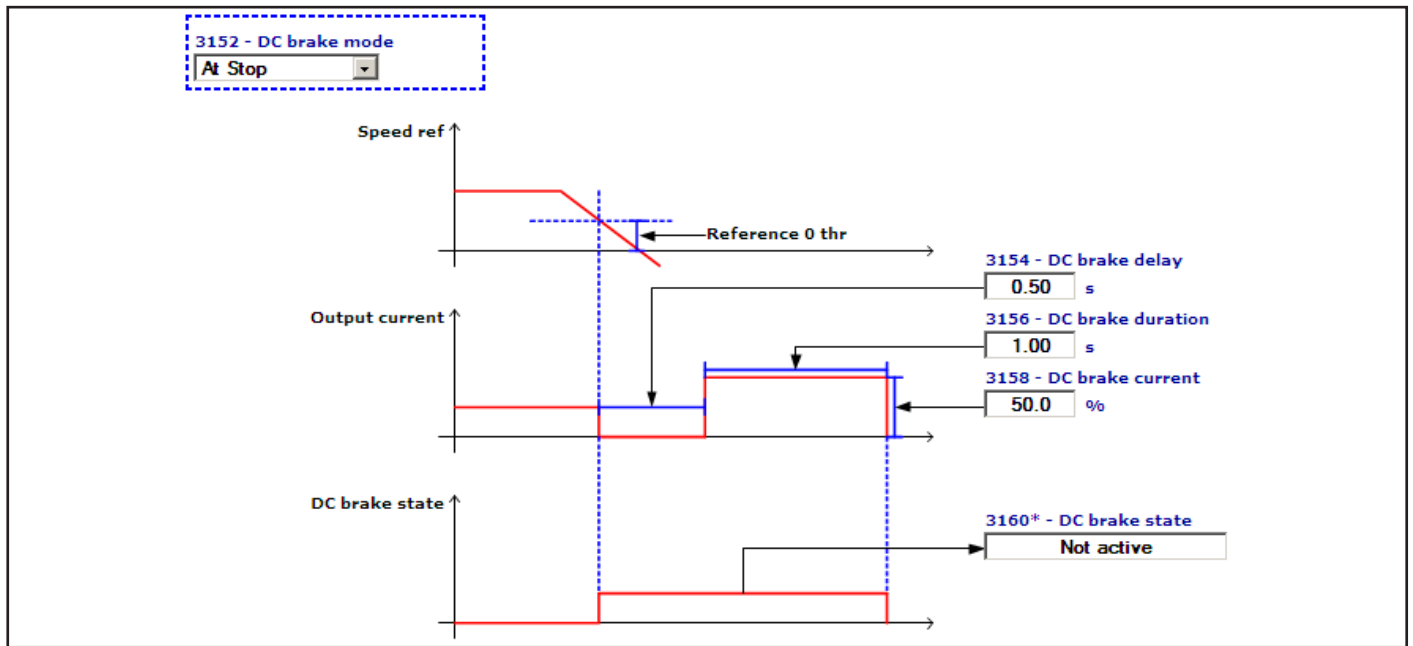 3152 - DC brake mode
At Stop
Speed ref
Reference 0 thr
3154 - DC brake delay
0.50 s
Output current
3156 - DC brake duration
1.00 s
3158 - DC brake current
50.0 %
DC brake state
3160* - DC brake state
Not active